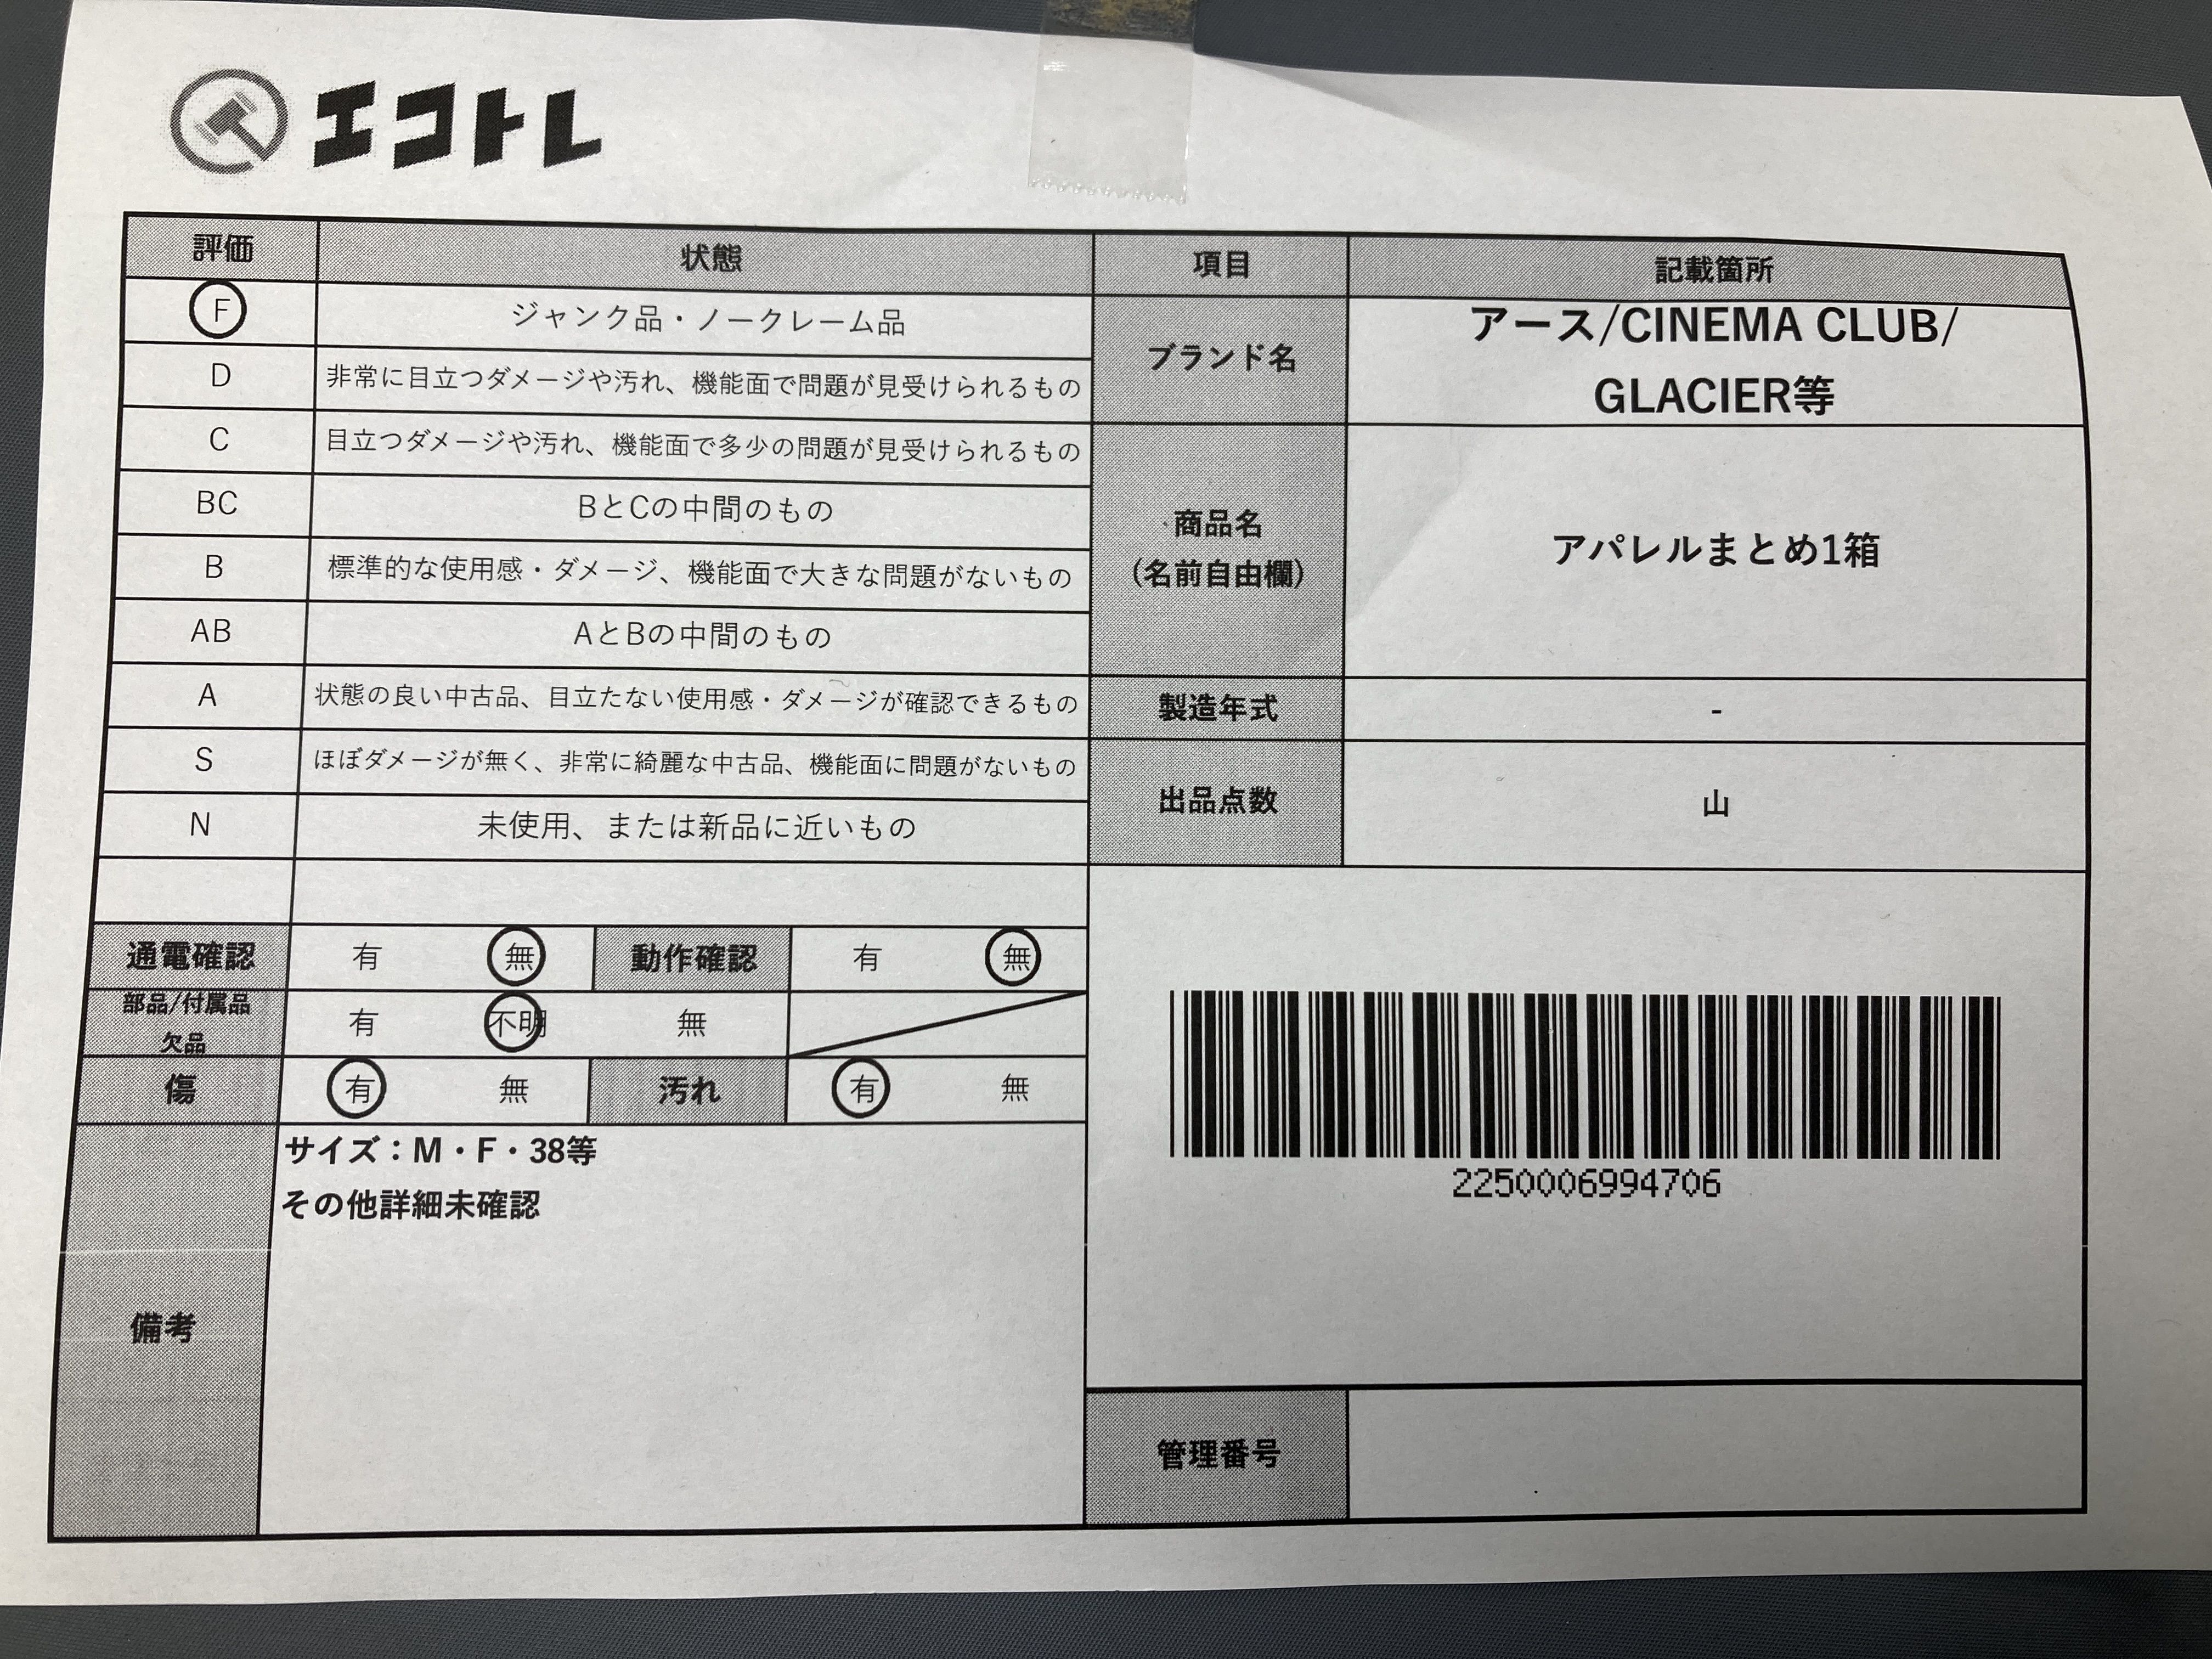 エコトレ
評価 状態 項目 記載箇所
F ジャンク品・ノークレーム品
D 非常に目立つダメージや汚れ、機能面で問題が見受けられるもの
C 目立つダメージや汚れ、機能面で多少の問題が見受けられるもの
BC BとCの中間のもの
B 標準的な使用感・ダメージ、機能面で大きな問題がないもの
AB AとBの中間のもの
A 状態の良い中古品、目立たない使用感・ダメージが確認できるもの
S ほぼダメージが無く、非常に綺麗な中古品、機能面に問題がないもの
N 未使用、または新品に近いもの
ブランド名
アース/CINEMA CLUB/
GLACIER等
商品名
（名前自由欄）
アパレルまとめ1箱
製造年式 -
出品点数 山
通電確認 有 無 動作確認 有 無
部品/付属品
欠品
有 不明 無
傷 有 無 汚れ 有 無
備考
サイズ：M・F・38等
その他詳細未確認
2250006994706
管理番号